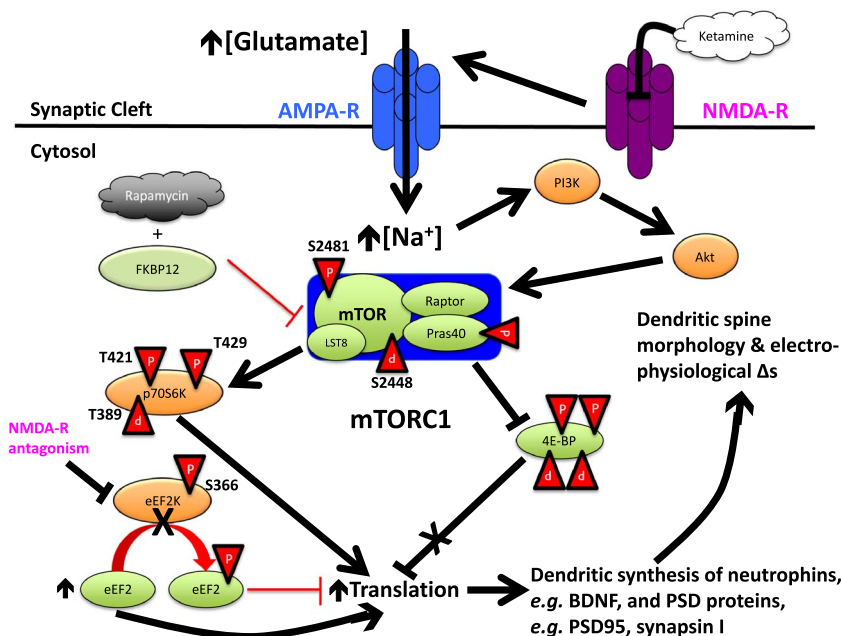 Ketamine
↑[Glutamate]
Synaptic Cleft
AMPA-R
NMDA-R
Cytosol
PI3K
Rapamycin
+
FKBP12
↑[Na⁺]
Akt
S2481
P
mTOR
Raptor
Pras40
P
LST8
P
S2448
mTORC1
Dendritic spine
morphology & electro-
physiological Δs
T421
T429
P
P
p70S6K
T389
P
NMDA-R
antagonism
P
P
4E-BP
P
P
P
S366
eEF2K
X
P
↑
eEF2
eEF2
↑Translation
Dendritic synthesis of neutrophins,
e.g. BDNF, and PSD proteins,
e.g. PSD95, synapsin I